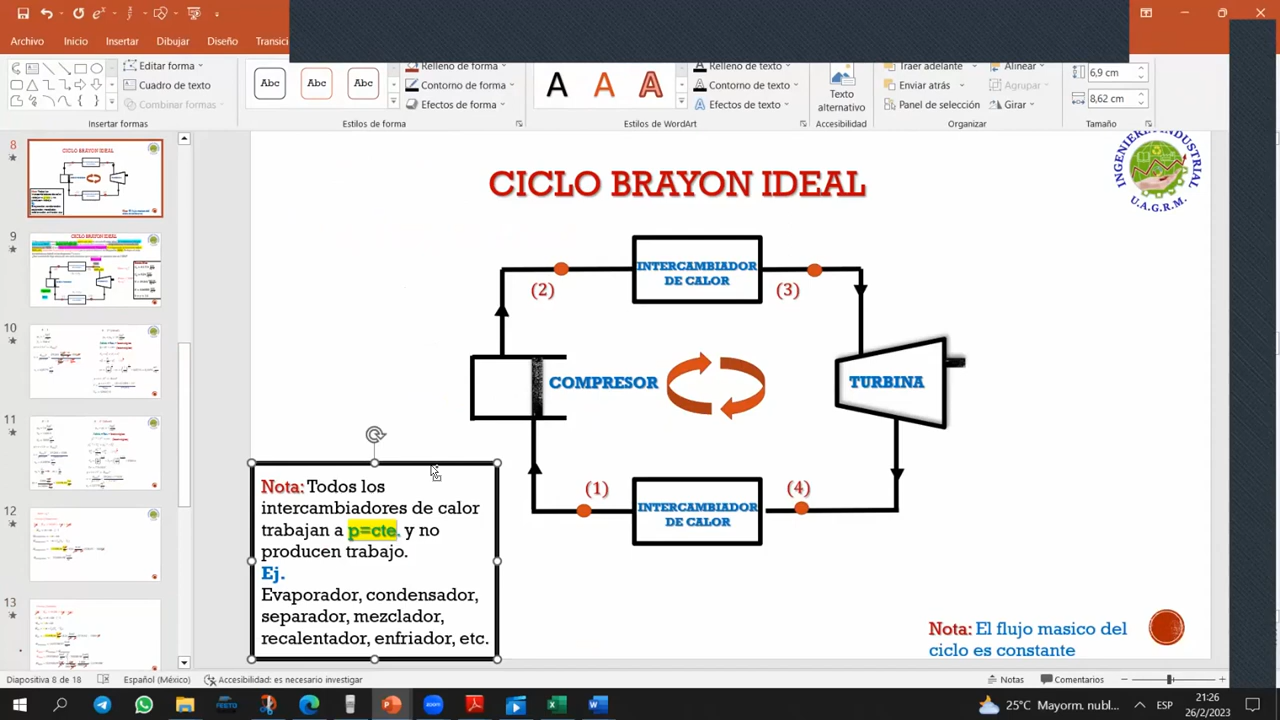 Archivo
Inicio
Insertar
Dibujar
Diseño
Transici
Editar forma
Cuadro de texto
Combinar formas
Insertar formas
Abc
Abc
Abc
Relleno de forma
Contorno de forma
Efectos de forma
Estilos de forma
A
A
A
Relleno de texto
Contorno de texto
Efectos de texto
Estilos de WordArt
Texto
alternativo
Accesibilidad
Traer adelante
Enviar atrás
Panel de selección
Alinear
Agrupar
Girar
Organizar
6,9 cm
8,62 cm
Tamaño
8
9
10
11
12
13
CICLO BRAYON IDEAL
INGENIERIA INDUSTRIAL
U.A.G.R.M.
INTERCAMBIADOR
DE CALOR
(2)
(3)
COMPRESOR
TURBINA
(1)
(4)
INTERCAMBIADOR
DE CALOR
Nota: Todos los
intercambiadores de calor
trabajan a p=cte. y no
producen trabajo.
Ej.
Evaporador, condensador,
separador, mezclador,
recalentador, enfriador, etc.
Nota: El flujo masico del
ciclo es constante
Diapositiva 8 de 18
Español (México)
Accesibilidad: es necesario investigar
Notas
Comentarios
25°C Mayorm. nubl...
ESP
21:26
26/2/2023